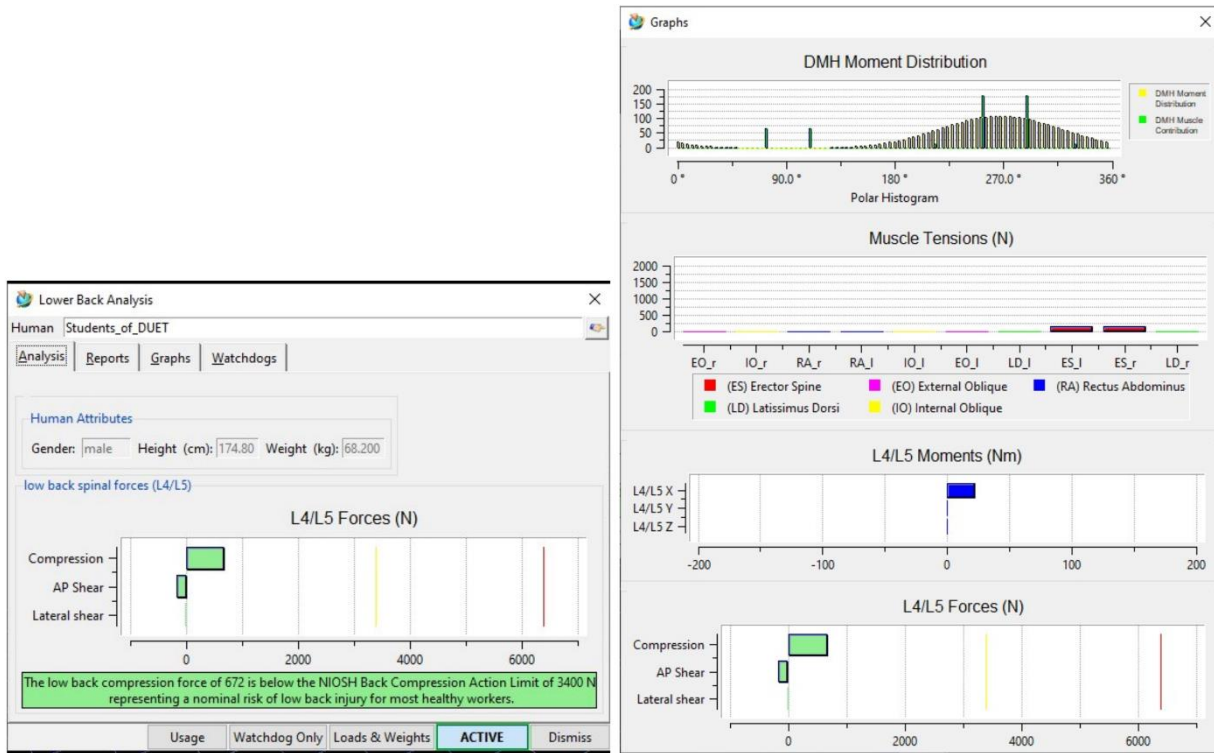 Lower Back Analysis
Human Students_of_DUET
Analysis Reports Graphs Watchdogs
Human Attributes
Gender: male Height (cm): 174.80 Weight (kg): 68.200
low back spinal forces (L4/L5)
L4/L5 Forces (N)
Compression
AP Shear
Lateral shear
0 2000 4000 6000
The low back compression force of 672 is below the NIOSH Back Compression Action Limit of 3400 N
representing a nominal risk of low back injury for most healthy workers.
Usage Watchdog Only Loads & Weights ACTIVE Dismiss
Graphs
DMH Moment Distribution
200
150
100
50
0
0 ° 90.0 ° 180 ° 270.0 ° 360 °
Polar Histogram
DMH Moment
Distribution
DMH Muscle
Contribution
Muscle Tensions (N)
2000
1500
1000
500
0
EO_r IO_r RA_r RA_l IO_l EO_l LD_l ES_l ES_r LD_r
(ES) Erector Spine (EO) External Oblique (RA) Rectus Abdominus
(LD) Latissimus Dorsi (IO) Internal Oblique
L4/L5 Moments (Nm)
L4/L5 X
L4/L5 Y
L4/L5 Z
-200 -100 0 100 200
L4/L5 Forces (N)
Compression
AP Shear
Lateral shear
0 2000 4000 6000